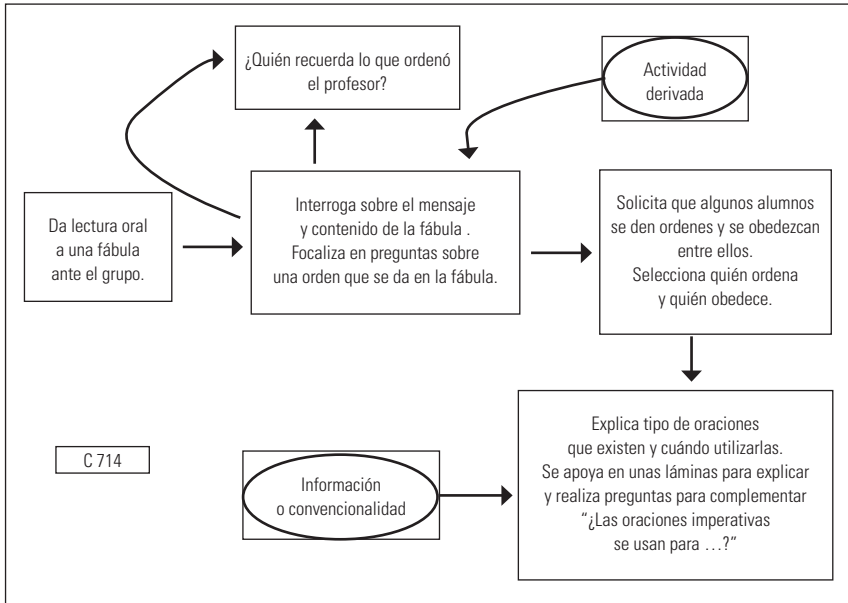 ¿Quién recuerda lo que ordenó
el profesor?
Actividad
derivada
Da lectura oral
a una fábula
ante el grupo.
Interroga sobre el mensaje
y contenido de la fábula .
Focaliza en preguntas sobre
una orden que se da en la fábula.
Solicita que algunos alumnos
se den ordenes y se obedezcan
entre ellos.
Selecciona quién ordena
y quién obedece.
C 714
Información
o convencionalidad
Explica tipo de oraciones
que existen y cuándo utilizarlas.
Se apoya en unas láminas para explicar
y realiza preguntas para complementar
“¿Las oraciones imperativas
se usan para …?”